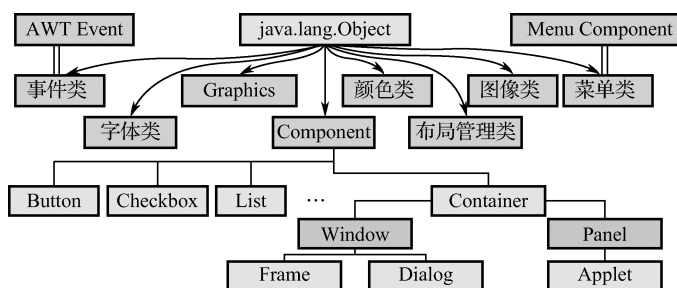 AWT Event
java.lang.Object
Menu Component
事件类
Graphics
颜色类
图像类
菜单类
字体类
Component
布局管理类
Button
Checkbox
List
…
Container
Window
Panel
Frame
Dialog
Applet